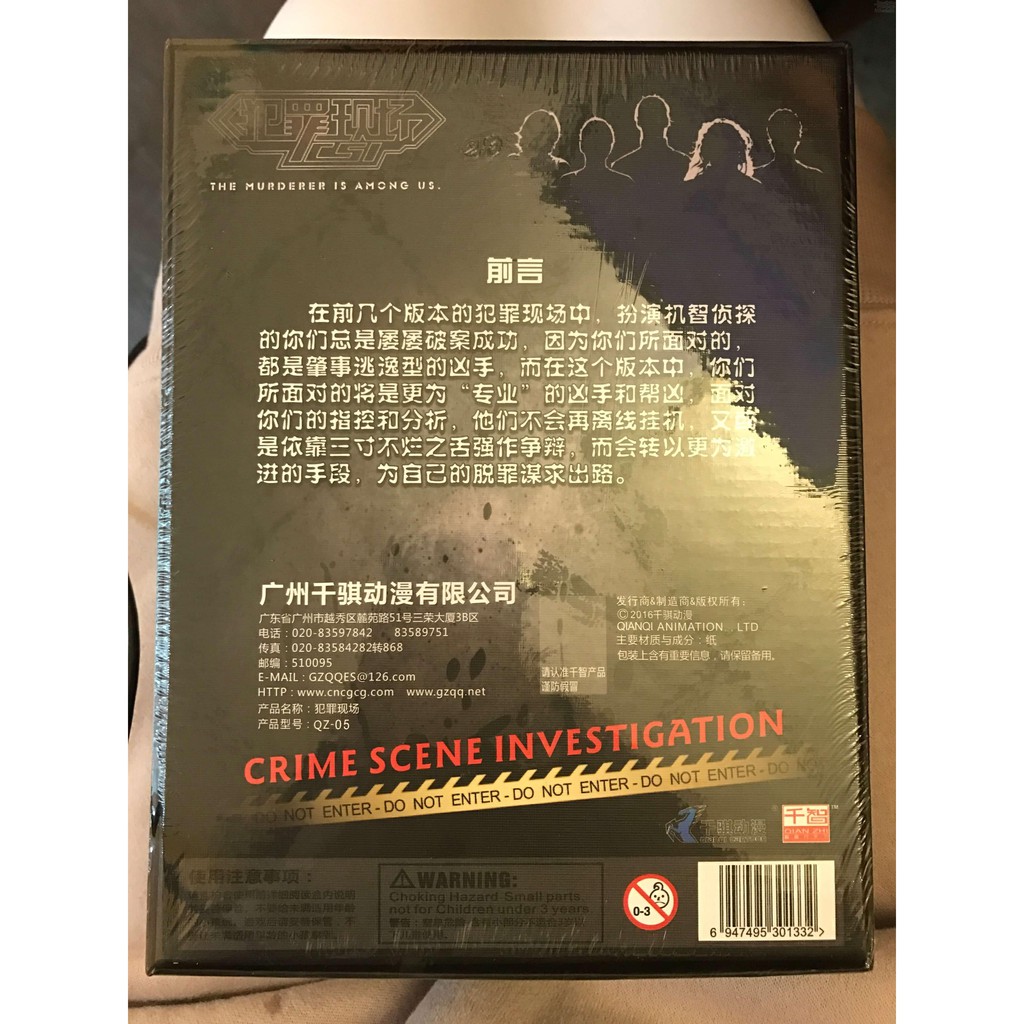 犯罪现场
CSI
THE MURDERER IS AMONG US.
前言
在前几个版本的犯罪现场中，扮演机智侦探
的你们总是屡屡破案成功，因为你们所面对的，
都是肇事逃逸型的凶手，而在这个版本中，你们
所面对的将是更为“专业”的凶手和帮凶，面对
你们的指控和分析，他们不会再离线挂机，又
是依靠三寸不烂之舌强作争辩，而会转以更为
进的手段，为自己的脱罪谋求出路。
广州千骐动漫有限公司
广东省广州市越秀区麓苑路51号三荣大厦3B区
电话：020-83597842 83589751
传真：020-83584282转868
邮编：510095
E-MAIL：GZQQES@126.com
HTTP：www.cncgcg.com www.gzqq.net
产品名称：犯罪现场
产品型号：QZ-05
发行商&制造商&版权所有：
©2016千骐动漫
QIANQI ANIMATION., LTD
主要材质与成分：纸
包装上含有重要信息，请保留备用。
请认准千智产品
谨防假冒
CRIME SCENE INVESTIGATION
NOT ENTER - DO NOT ENTER - DO NOT ENTER - DO NOT ENTER - DO NO
千骐动漫
千智
QIAN ZHI
使用注意事项：
WARNING:
Choking Hazard Small parts
not for Children under 3 years
0-3
6 947495 301332 >